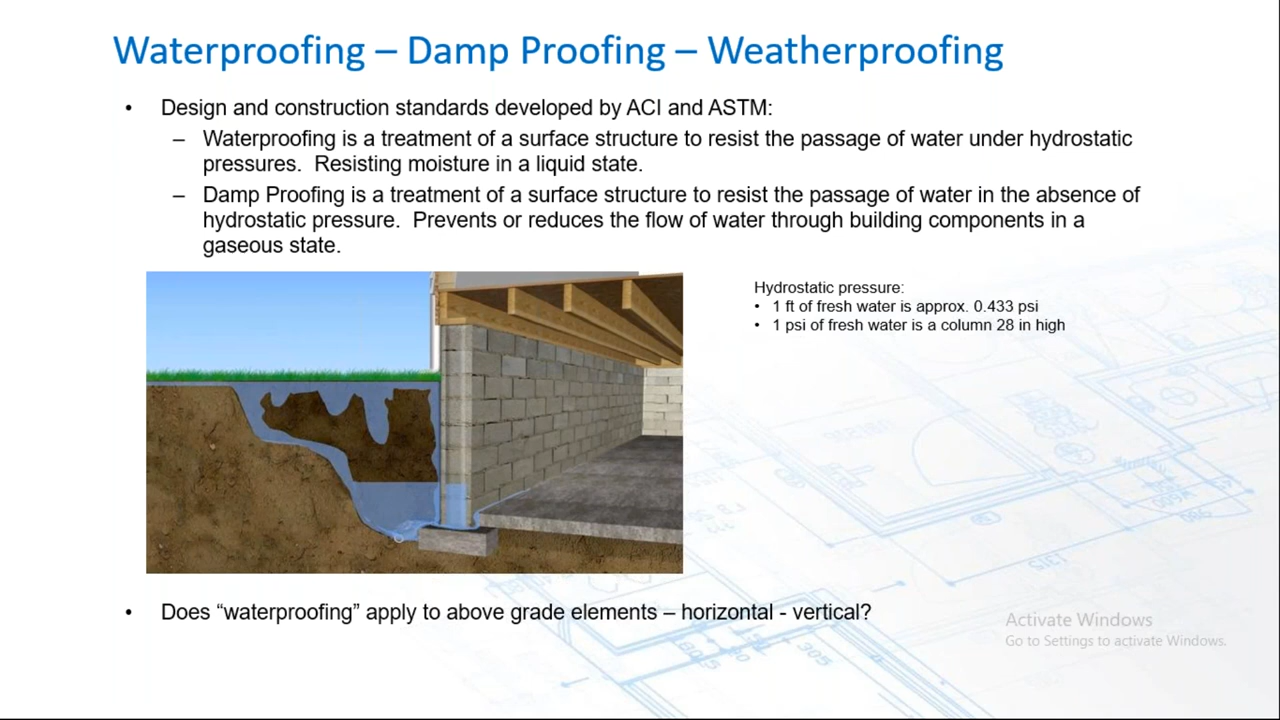 Waterproofing – Damp Proofing – Weatherproofing
• Design and construction standards developed by ACI and ASTM:
– Waterproofing is a treatment of a surface structure to resist the passage of water under hydrostatic
pressures.  Resisting moisture in a liquid state.
– Damp Proofing is a treatment of a surface structure to resist the passage of water in the absence of
hydrostatic pressure.  Prevents or reduces the flow of water through building components in a
gaseous state.
Hydrostatic pressure:
• 1 ft of fresh water is approx. 0.433 psi
• 1 psi of fresh water is a column 28 in high
• Does “waterproofing” apply to above grade elements – horizontal - vertical?
Activate Windows
Go to Settings to activate Windows.
305
1315